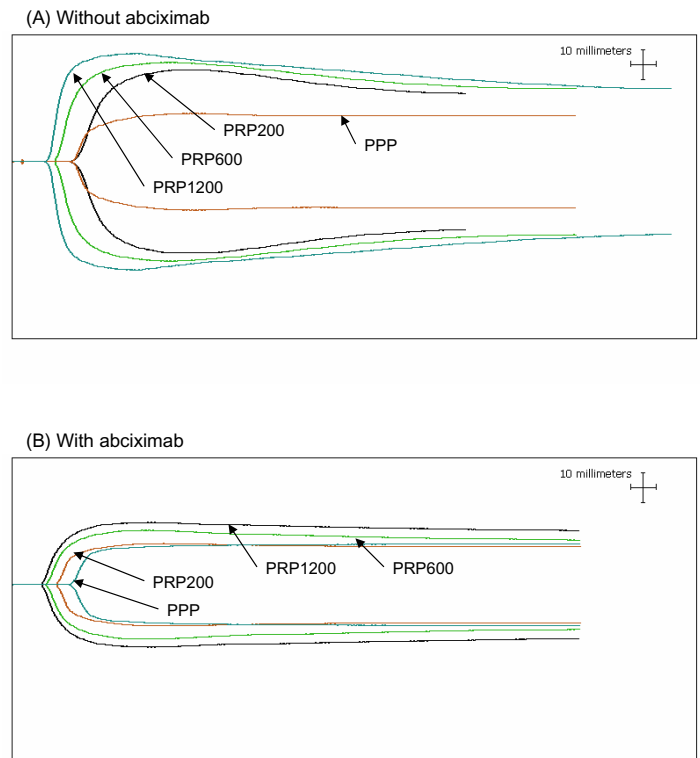 (A) Without abciximab
10 millimeters
PRP200
PPP
PRP600
PRP1200
(B) With abciximab
10 millimeters
PRP200
PRP1200
PRP600
PPP